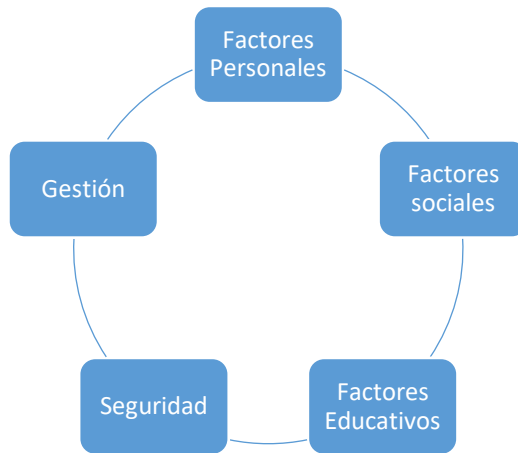 Factores
Personales
Factores
sociales
Factores
Educativos
Seguridad
Gestión